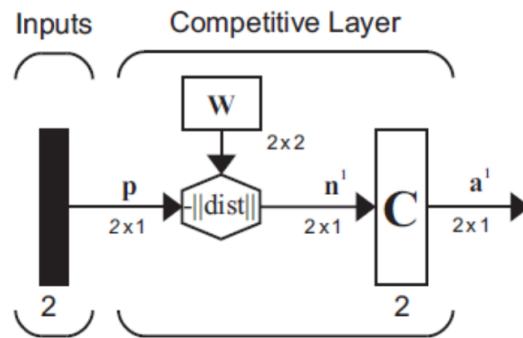 Inputs Competitive Layer
W
2x2
p -||dist|| n¹ C a¹
2x1 2x1 2x1
2 2